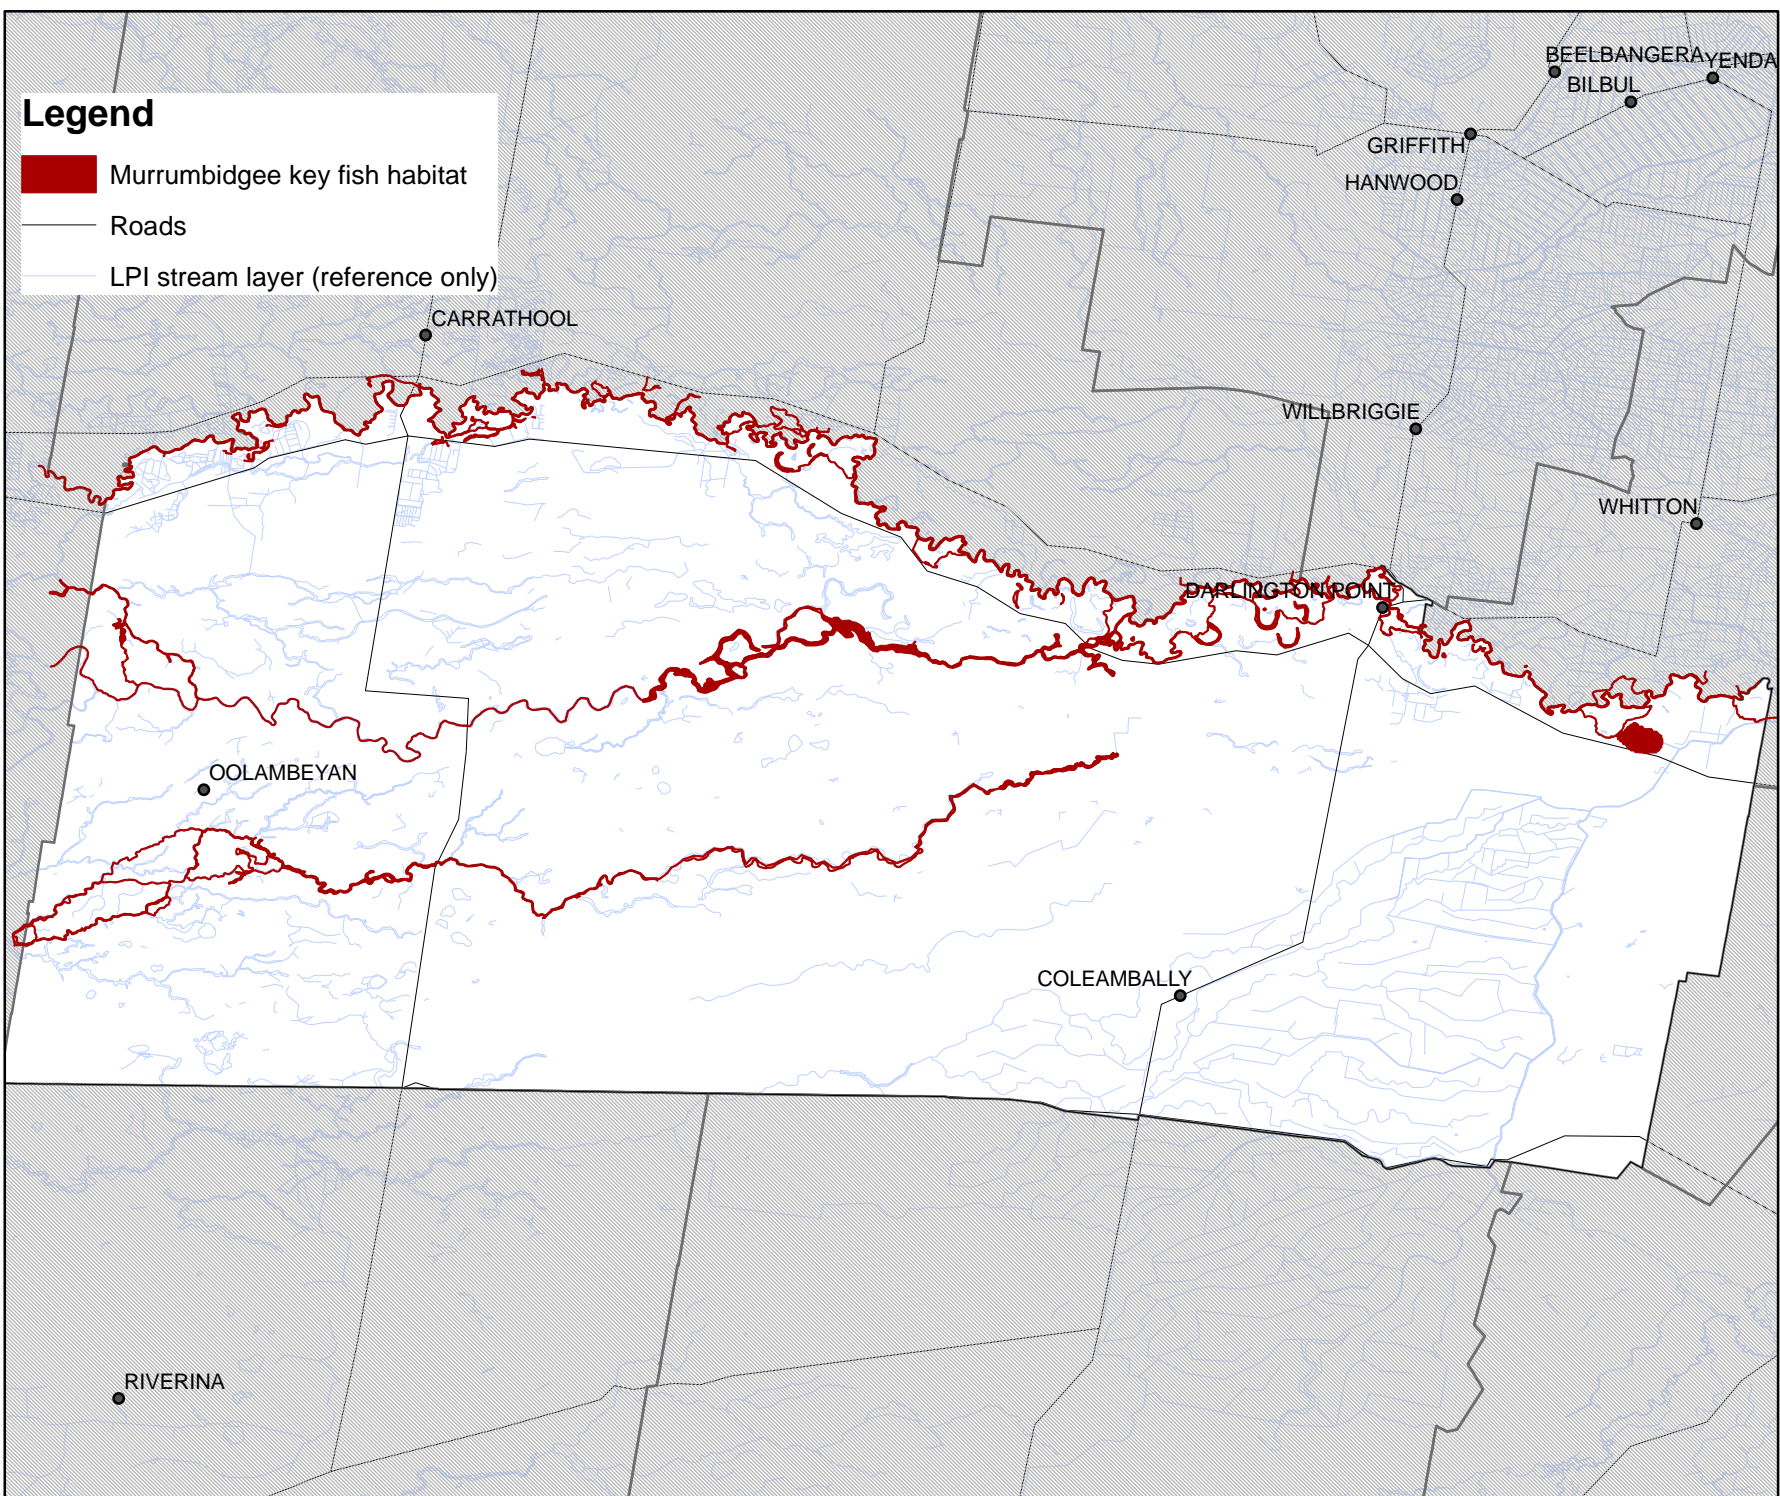 BEELBANGERA
YENDA
BILBUL
Legend
GRIFFITH
Murrumbidgee key fish habitat
HANWOOD
Roads
LPI stream layer (reference only)
CARRATHOOL
WILLBRIGGIE
WHITTON
DARLINGTON POINT
OOLAMBEYAN
COLEAMBALLY
RIVERINA